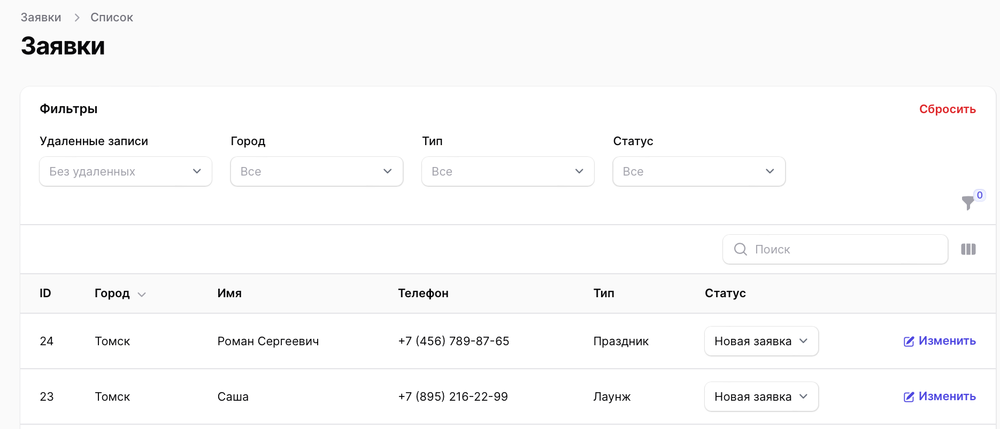 Заявки Список
Заявки
Фильтры Сбросить
Удаленные записи Город Тип Статус
Без удаленных Все Все Все
0
Поиск
ID Город Имя Телефон Тип Статус
24 Томск Роман Сергеевич +7 (456) 789-87-65 Праздник Новая заявка Изменить
23 Томск Саша +7 (895) 216-22-99 Лаунж Новая заявка Изменить